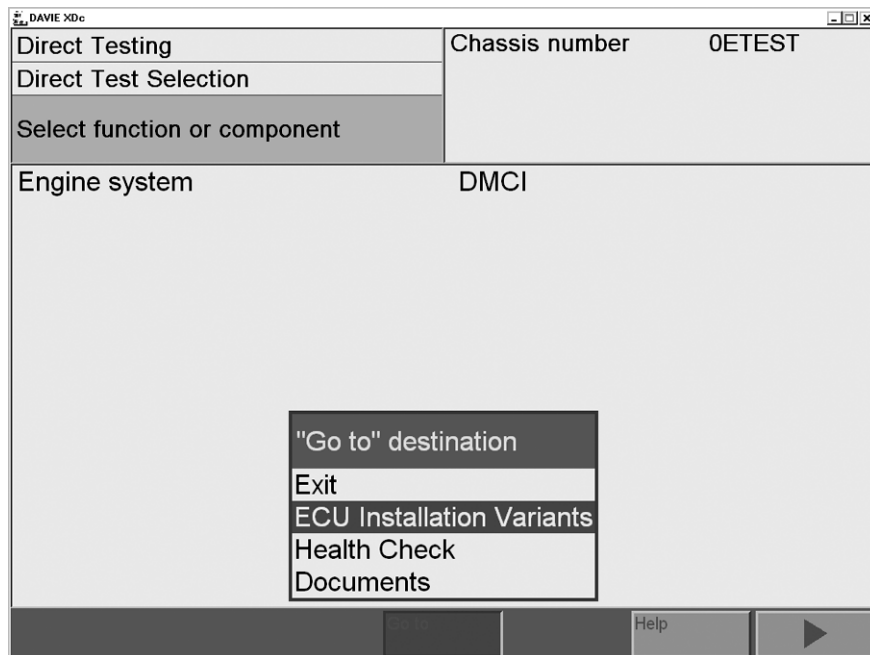 DAVIE XDc
Direct Testing
Direct Test Selection
Select function or component
Chassis number 0ETEST
Engine system DMCI
"Go to" destination
Exit
ECU Installation Variants
Health Check
Documents
Go to
Help